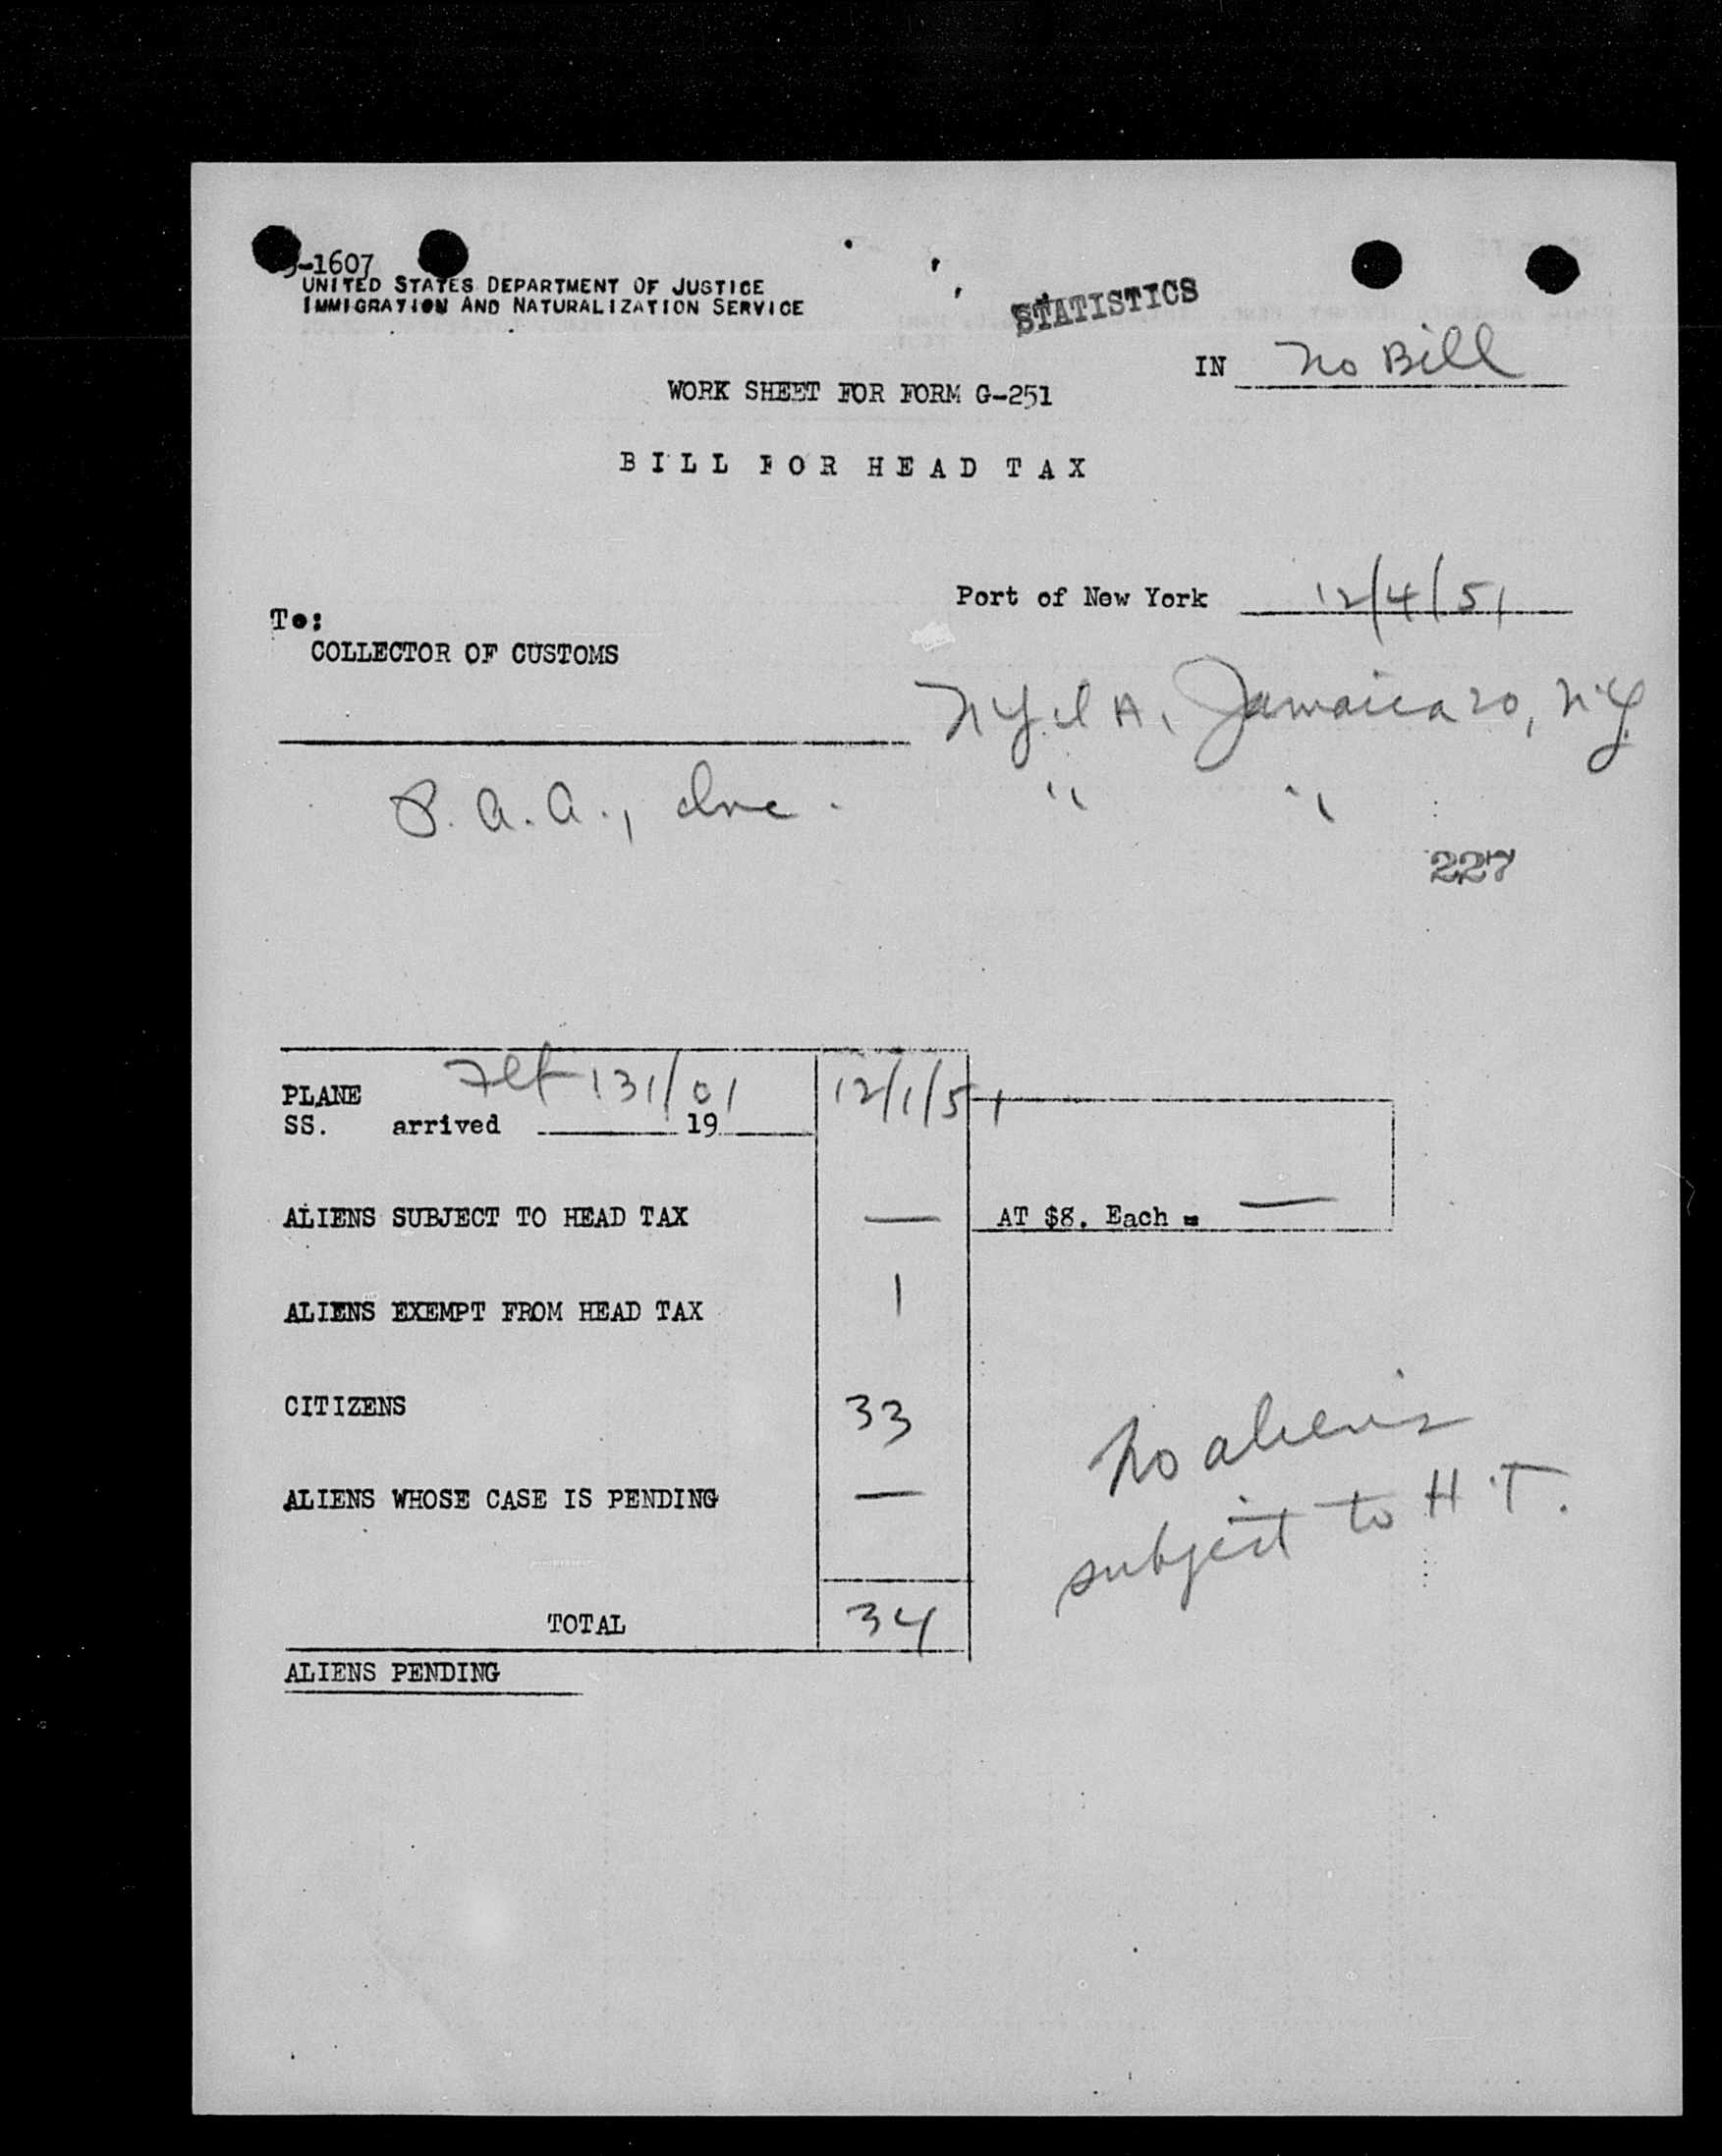 -1607
UNITED STATES DEPARTMENT OF JUSTICE
IMMIGRATION AND NATURALIZATION SERVICE
STATISTICS
IN No Bill
WORK SHEET FOR FORM G-251
BILL FOR HEAD TAX
Port of New York 12/4/51
To:
COLLECTOR OF CUSTOMS
N.Y.I A, Jamaica 20, N.Y.
P. A. A., Inc. " "
227
PLANE Flt 131/01 12/1/51
SS. arrived 19
ALIENS SUBJECT TO HEAD TAX — AT $8. Each = —
ALIENS EXEMPT FROM HEAD TAX 1
CITIZENS 33
No aliens
ALIENS WHOSE CASE IS PENDING —
subject to H.T.
TOTAL 34
ALIENS PENDING